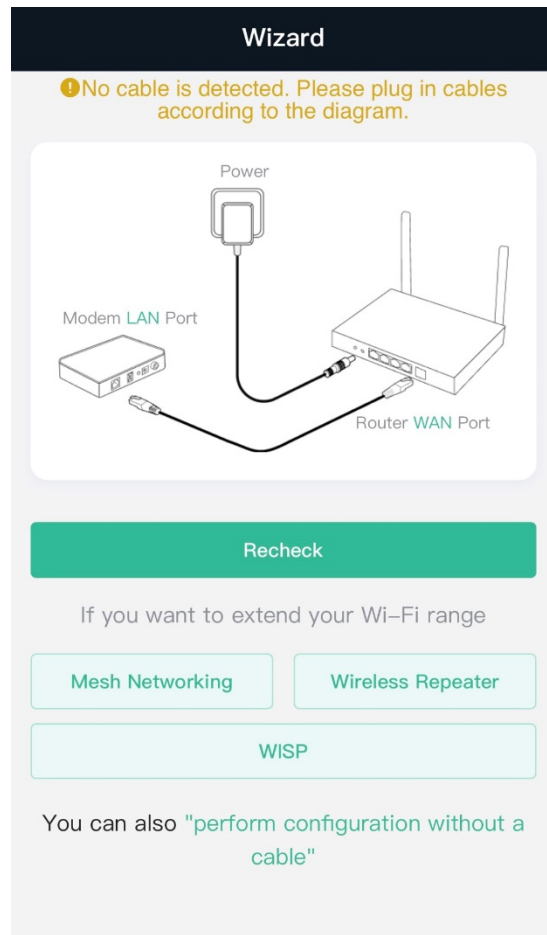 Wizard
No cable is detected. Please plug in cables
according to the diagram.
Power
Modem LAN Port
Router WAN Port
Recheck
If you want to extend your Wi-Fi range
Mesh Networking
Wireless Repeater
WISP
You can also "perform configuration without a
cable"